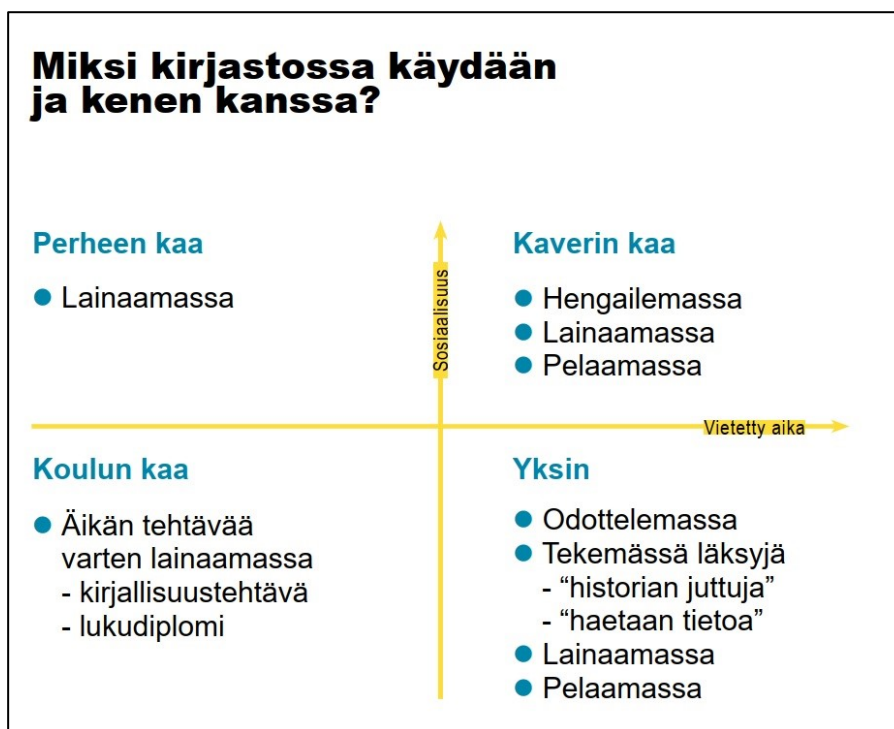 Miksi kirjastossa käydään
ja kenen kanssa?
Perheen kaa
● Lainaamassa
Sosiaalisuus
Kaverin kaa
● Hengailemassa
● Lainaamassa
● Pelaamassa
Vietetty aika
Koulun kaa
● Äikän tehtävää
varten lainaamassa
- kirjallisuustehtävä
- lukudiplomi
Yksin
● Odottelemassa
● Tekemässä läksyjä
- “historian juttuja”
- “haetaan tietoa”
● Lainaamassa
● Pelaamassa